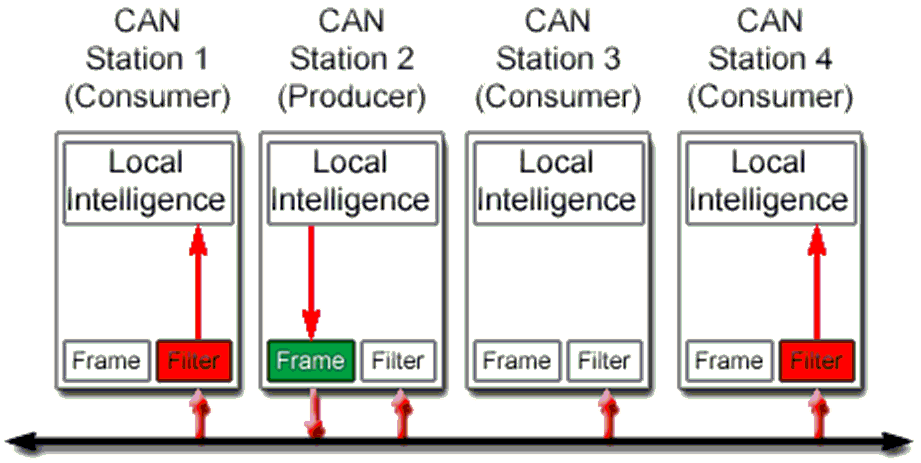 CAN
Station 1
(Consumer)
CAN
Station 2
(Producer)
CAN
Station 3
(Consumer)
CAN
Station 4
(Consumer)
Local
Intelligence
Local
Intelligence
Local
Intelligence
Local
Intelligence
Frame
Filter
Frame
Filter
Frame
Filter
Frame
Filter